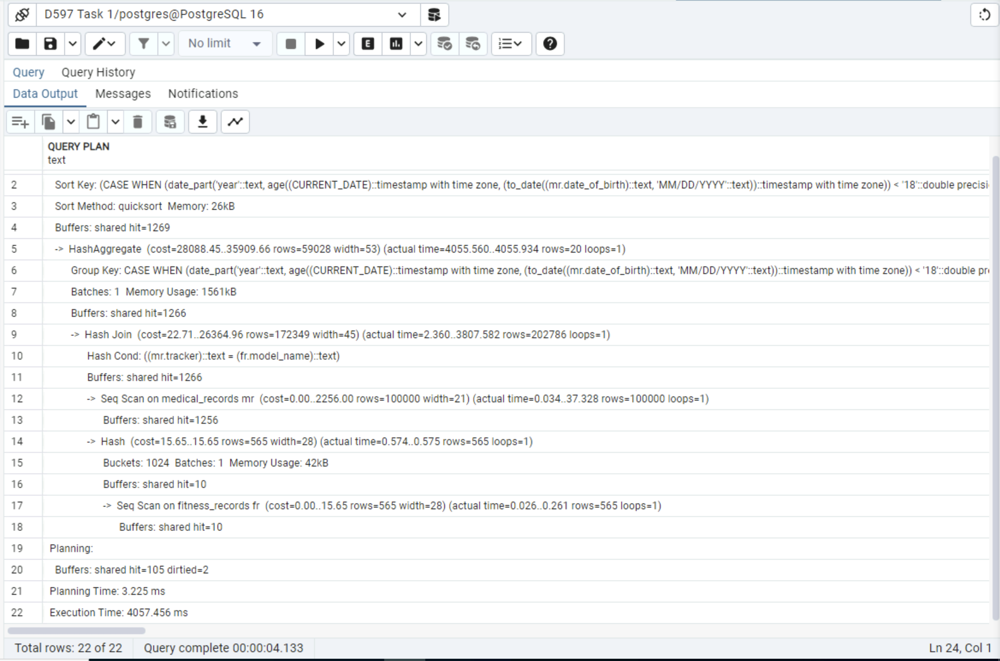 D597 Task 1/postgres@PostgreSQL 16
No limit
E
Query Query History
Data Output Messages Notifications
QUERY PLAN
text
2 Sort Key: (CASE WHEN (date_part('year'::text, age((CURRENT_DATE)::timestamp with time zone, (to_date((mr.date_of_birth)::text, 'MM/DD/YYYY'::text))::timestamp with time zone)) < '18'::double precisi
3 Sort Method: quicksort Memory: 26kB
4 Buffers: shared hit=1269
5 -> HashAggregate (cost=28088.45..35909.66 rows=59028 width=53) (actual time=4055.560..4055.934 rows=20 loops=1)
6 Group Key: CASE WHEN (date_part('year'::text, age((CURRENT_DATE)::timestamp with time zone, (to_date((mr.date_of_birth)::text, 'MM/DD/YYYY'::text))::timestamp with time zone)) < '18'::double pre
7 Batches: 1 Memory Usage: 1561kB
8 Buffers: shared hit=1266
9 -> Hash Join (cost=22.71..26364.96 rows=172349 width=45) (actual time=2.360..3807.582 rows=202786 loops=1)
10 Hash Cond: ((mr.tracker)::text = (fr.model_name)::text)
11 Buffers: shared hit=1266
12 -> Seq Scan on medical_records mr (cost=0.00..2256.00 rows=100000 width=21) (actual time=0.034..37.328 rows=100000 loops=1)
13 Buffers: shared hit=1256
14 -> Hash (cost=15.65..15.65 rows=565 width=28) (actual time=0.574..0.575 rows=565 loops=1)
15 Buckets: 1024 Batches: 1 Memory Usage: 42kB
16 Buffers: shared hit=10
17 -> Seq Scan on fitness_records fr (cost=0.00..15.65 rows=565 width=28) (actual time=0.026..0.261 rows=565 loops=1)
18 Buffers: shared hit=10
19 Planning:
20 Buffers: shared hit=105 dirtied=2
21 Planning Time: 3.225 ms
22 Execution Time: 4057.456 ms
Total rows: 22 of 22 Query complete 00:00:04.133 Ln 24, Col 1